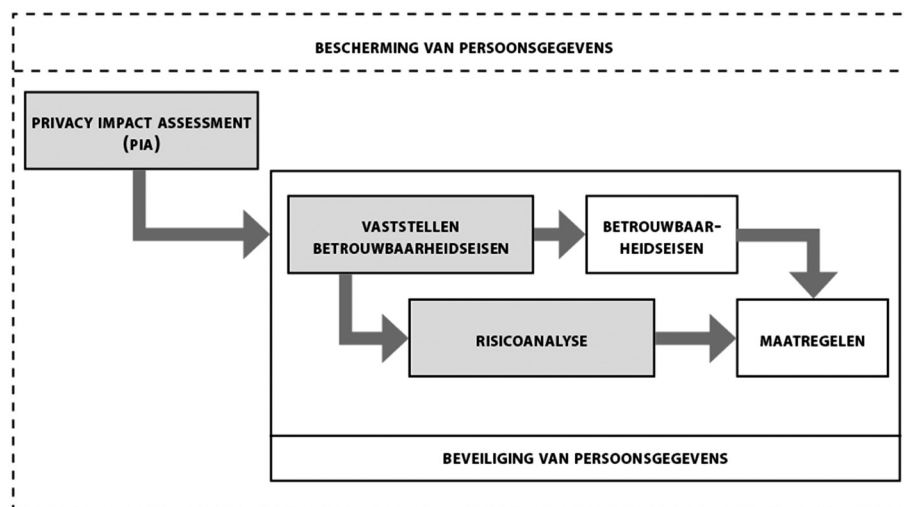 BESCHERMING VAN PERSOONSGEGEVENS
PRIVACY IMPACT ASSESSMENT
(PIA)
VASTSTELLEN
BETROUWBAARHEIDSEISEN
BETROUWBAAR-
HEIDSEISEN
RISICOANALYSE
MAATREGELEN
BEVEILIGING VAN PERSOONSGEGEVENS